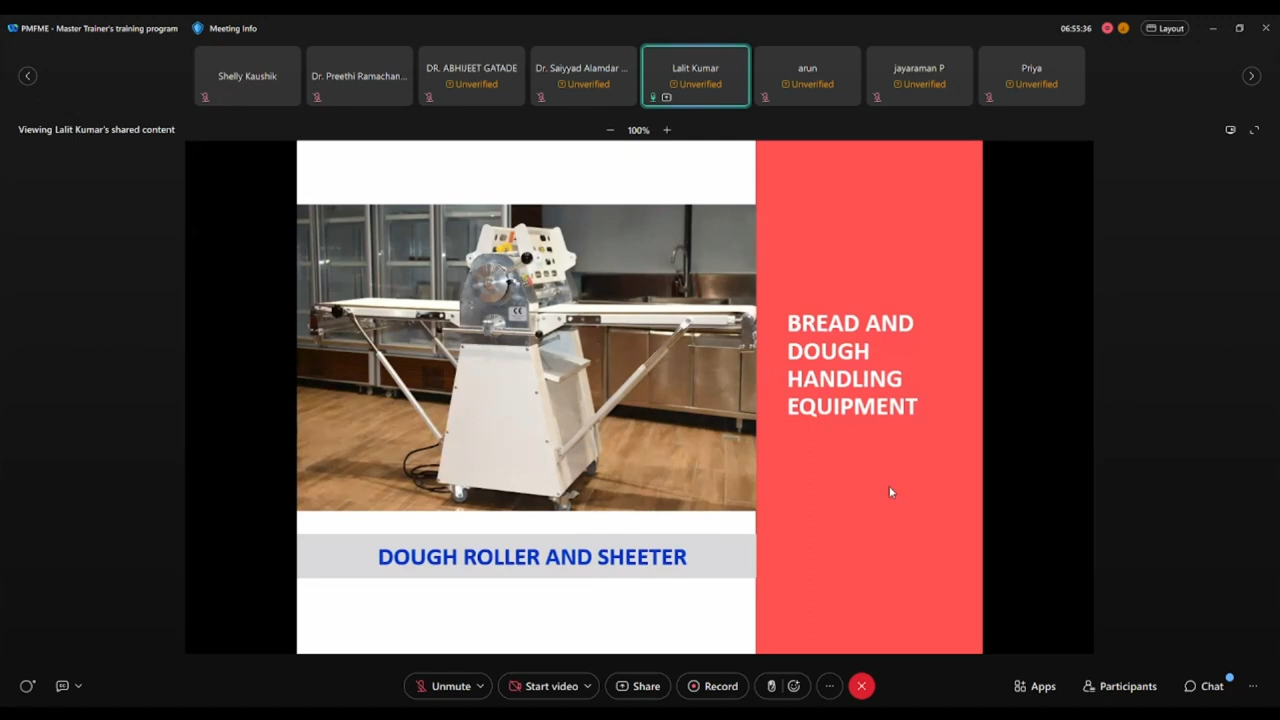 PMFME - Master Trainer's training program
Meeting Info
06:55:36
Layout
Shelly Kaushik
Dr. Preethi Ramachan...
DR. ABHIJEET GATADE
Unverified
Dr. Saiyyad Alamdar ...
Unverified
Lalit Kumar
Unverified
arun
Unverified
jayaraman P
Unverified
Priya
Unverified
Viewing Lalit Kumar's shared content
100%
CE
BREAD AND
DOUGH
HANDLING
EQUIPMENT
DOUGH ROLLER AND SHEETER
Unmute
Start video
Share
Record
Apps
Participants
Chat